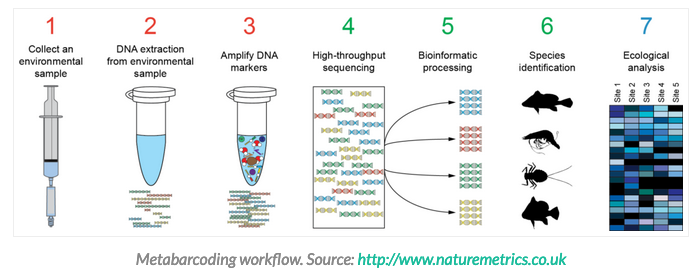 1 2 3 4 5 6 7
Collect an environmental sample
DNA extraction from environmental sample
Amplify DNA markers
High-throughput sequencing
Bioinformatic processing
Species identification
Ecological analysis
Site 1
Site 2
Site 3
Site 4
Site 5
Metabarcoding workflow. Source: http://www.naturemetrics.co.uk